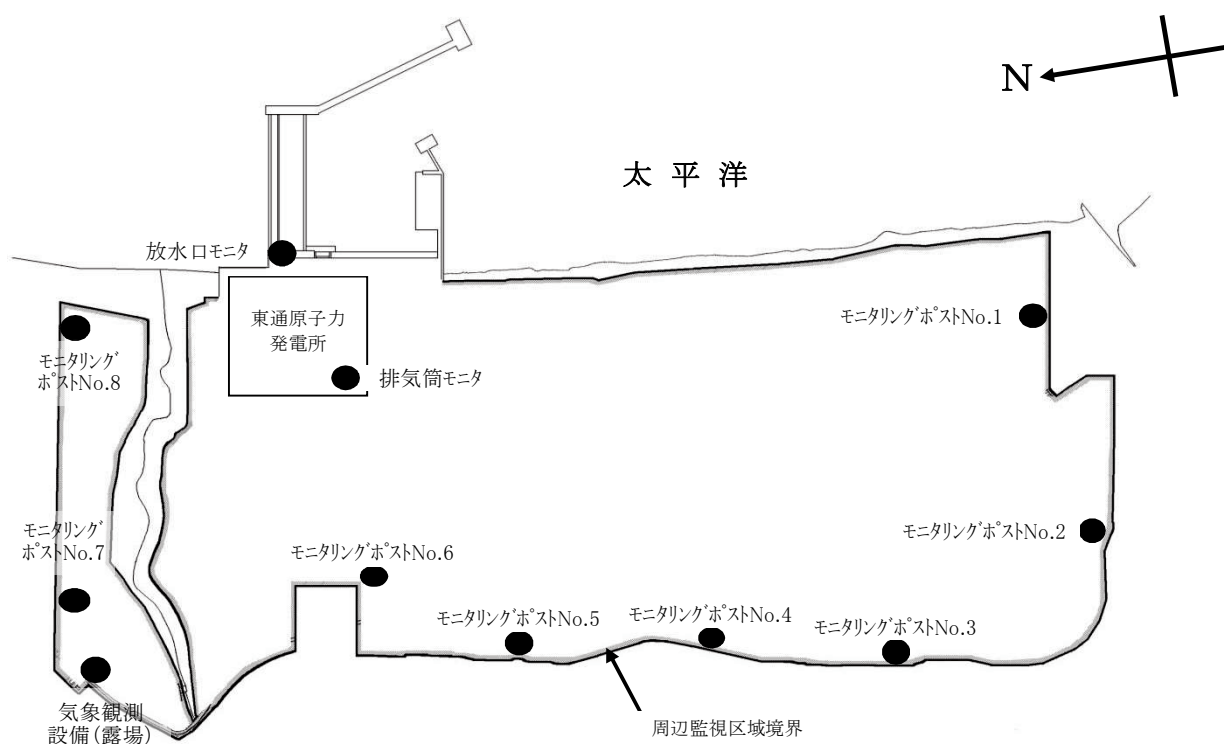 N
太平洋
放水口モニタ
東通原子力
発電所
排気筒モニタ
モニタリングポストNo.1
モニタリング
ポストNo.8
モニタリングポストNo.2
モニタリング
ポストNo.7
モニタリングポストNo.6
モニタリングポストNo.5
モニタリングポストNo.4
モニタリングポストNo.3
気象観測
設備(露場)
周辺監視区域境界